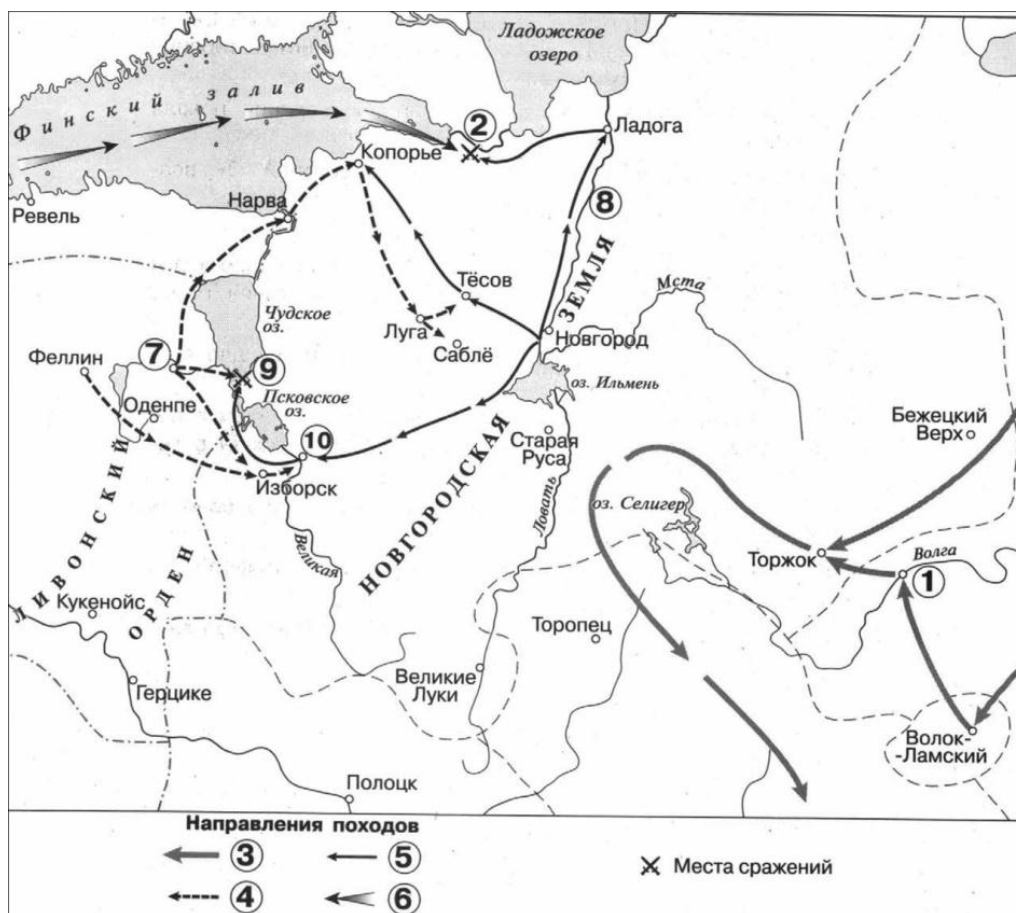 Ладожское
озеро
Финский залив
2
Ладога
Копорье
8
Нарва
Ревель
ЗЕМЛЯ
Мста
Тёсов
Чудское
оз.
Луга
Новгород
Саблё
Феллин
7
9
оз. Ильмень
Псковское
оз.
Оденпе
Бежецкий
Верх
10
Старая
Руса
Изборск
НОВГОРОДСКАЯ
Ловать
оз. Селигер
Великая
Торжок
Волга
1
ЛИВОНСКИЙ
ОРДЕН
Кукенойс
Торопец
Великие
Луки
Герцике
Волок-
-Ламский
Полоцк
Направления походов
3
5
Места сражений
4
6